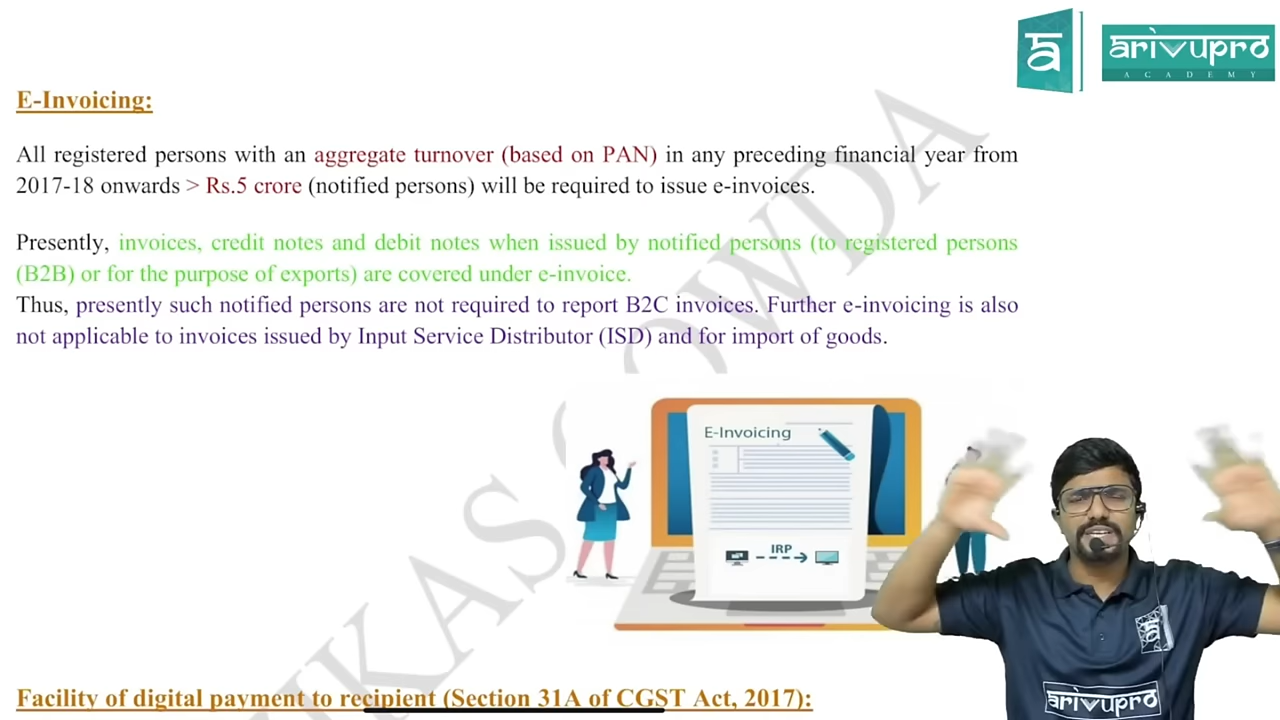 arivupro
ACADEMY
E-Invoicing:
All registered persons with an aggregate turnover (based on PAN) in any preceding financial year from
2017-18 onwards > Rs.5 crore (notified persons) will be required to issue e-invoices.
Presently, invoices, credit notes and debit notes when issued by notified persons (to registered persons
(B2B) or for the purpose of exports) are covered under e-invoice.
Thus, presently such notified persons are not required to report B2C invoices. Further e-invoicing is also
not applicable to invoices issued by Input Service Distributor (ISD) and for import of goods.
E-Invoicing
IRP
VIKAS GOWDA
arivupro
Facility of digital payment to recipient (Section 31A of CGST Act, 2017):